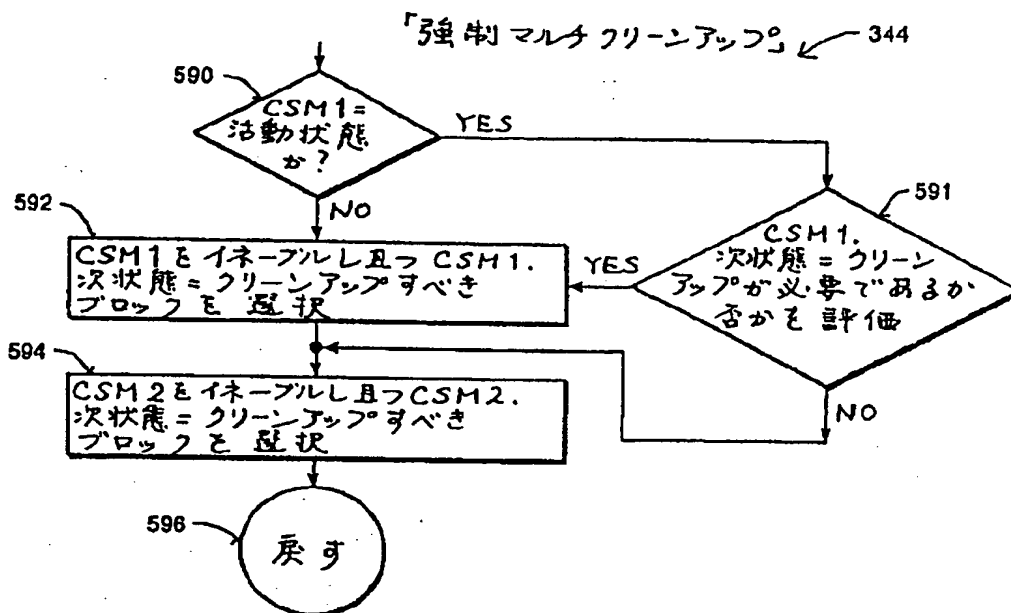 「強制マルチクリーンアップ」
344
590
CSM1=
活動状態
か?
YES
591
NO
592
CSM1をイネーブルし且つCSM1.
次状態=クリーンアップすべき
ブロックを選択
YES
CSM1.
次状態=クリーン
アップが必要であるか
否かを評価
594
CSM2をイネーブルし且つCSM2.
次状態=クリーンアップすべき
ブロックを選択
NO
596
戻す